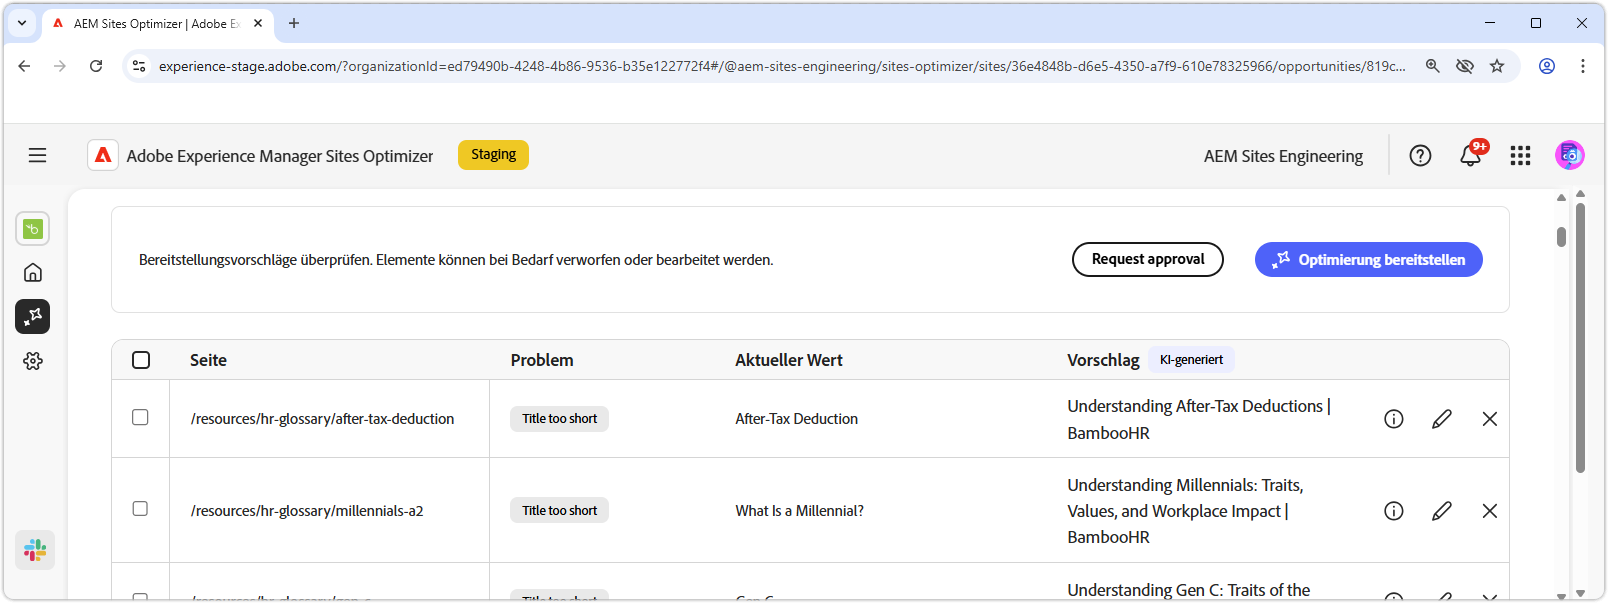 AEM Sites Optimizer | Adobe Ex
experience-stage.adobe.com/?organizationId=ed79490b-4248-4b86-9536-b35e122772f4#/@aem-sites-engineering/sites-optimizer/sites/36e4848b-d6e5-4350-a7f9-610e78325966/opportunities/819c...
Adobe Experience Manager Sites Optimizer
Staging
AEM Sites Engineering
9+
Bereitstellungsvorschläge überprüfen. Elemente können bei Bedarf verworfen oder bearbeitet werden.
Request approval
Optimierung bereitstellen
Seite Problem Aktueller Wert Vorschlag KI-generiert
/resources/hr-glossary/after-tax-deduction
Title too short
After-Tax Deduction
Understanding After-Tax Deductions |
BambooHR
/resources/hr-glossary/millennials-a2
Title too short
What Is a Millennial?
Understanding Millennials: Traits,
Values, and Workplace Impact |
BambooHR
Understanding Gen C: Traits of the